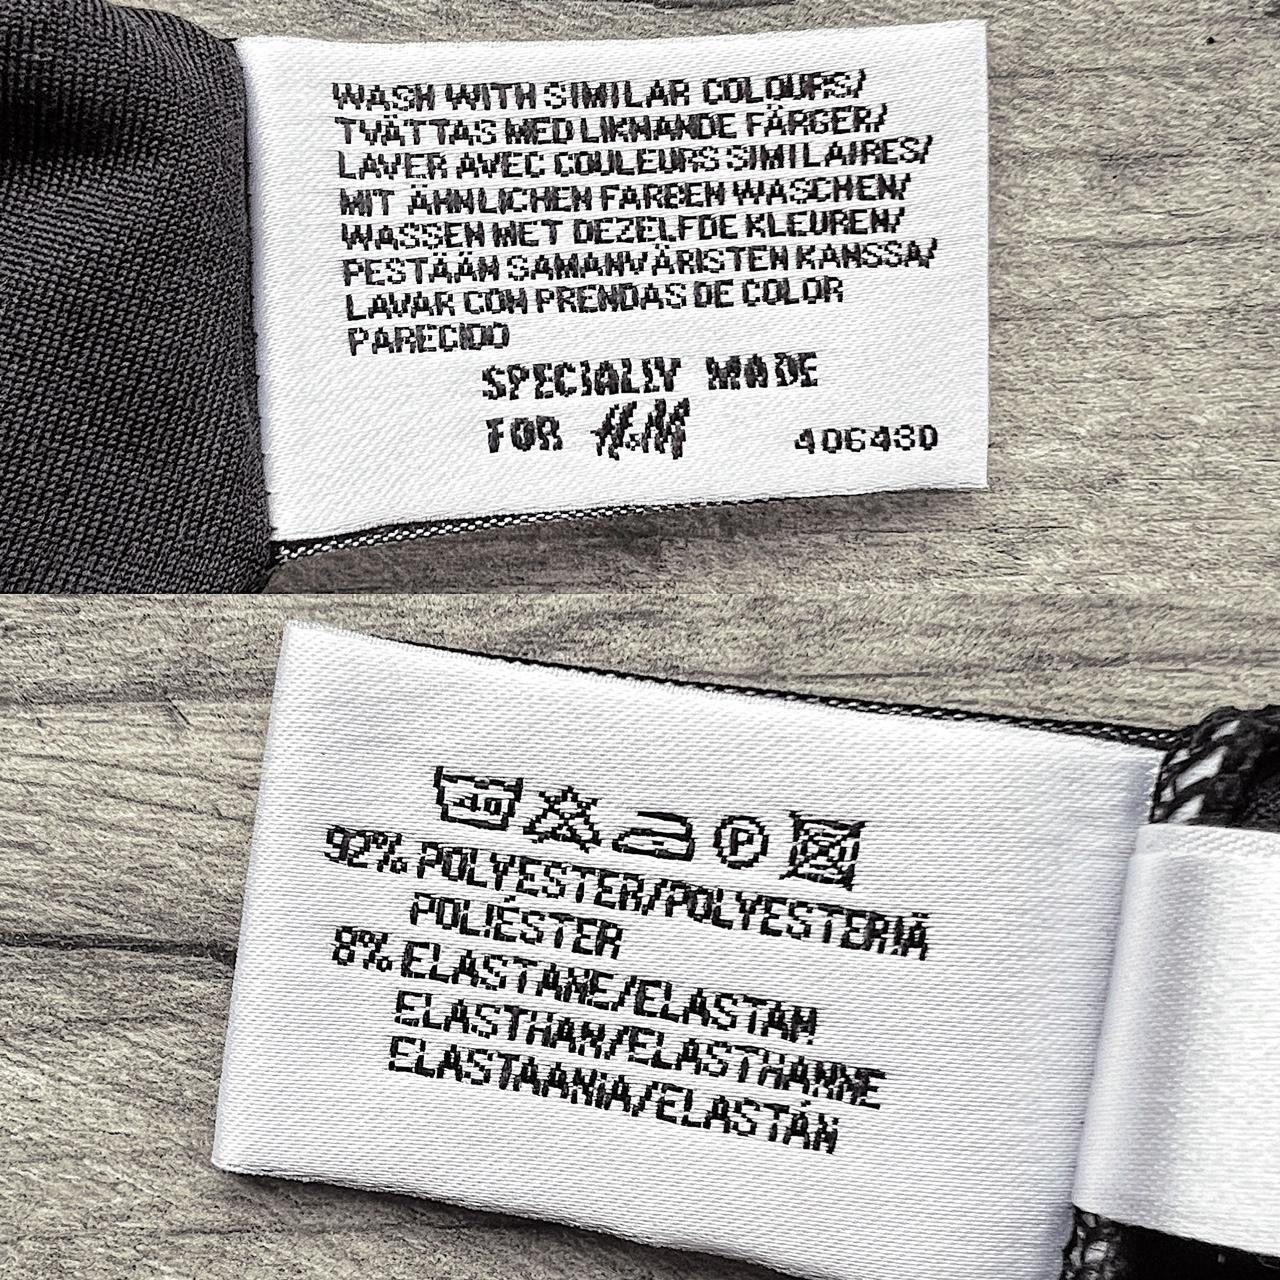 WASH WITH SIMILAR COLOURS/
TVÄTTAS MED LIKNANDE FÄRGER/
LAVER AVEC COULEURS SIMILAIRES/
MIT ÄHNLICHEN FARBEN WASCHEN/
WASSEN MET DEZELFDE KLEUREN/
PESTÄÄN SAMANVÄRISTEN KANSSA/
LAVAR CON PRENDAS DE COLOR
PARECIDO
SPECIALLY MADE
FOR H&M 406430
40 P
92% POLYESTER/POLYESTERIÄ
POLIÉSTER
8% ELASTANE/ELASTAN
ELASTHAN/ELASTHANNE
ELASTAANIA/ELASTÁN